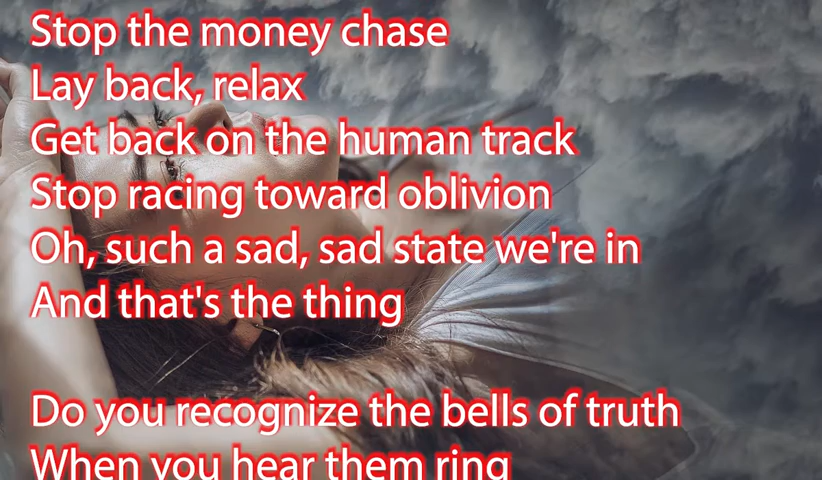 Stop the money chase
Lay back, relax
Get back on the human track
Stop racing toward oblivion
Oh, such a sad, sad state we're in
And that's the thing
Do you recognize the bells of truth
When you hear them ring